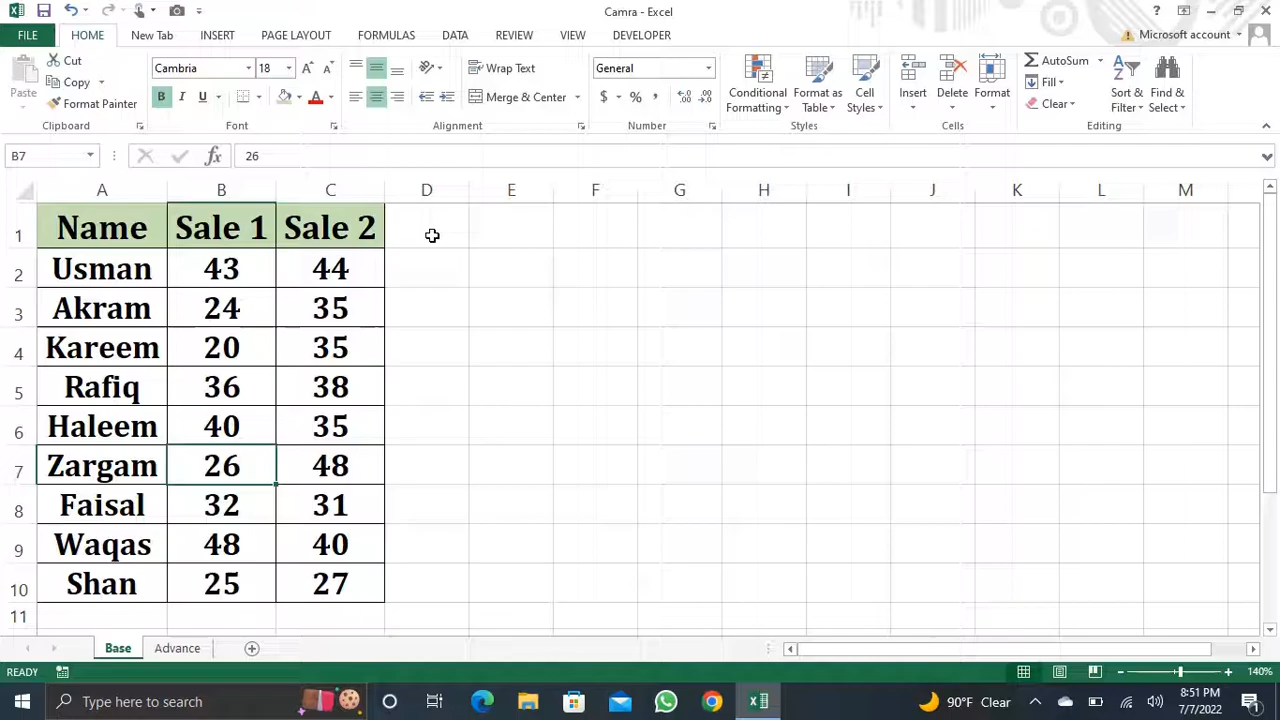 Camra - Excel
?
FILE HOME New Tab INSERT PAGE LAYOUT FORMULAS DATA REVIEW VIEW DEVELOPER Microsoft account
Paste
Cut
Copy
Format Painter
Clipboard
Cambria 18
B I U A
Font
Wrap Text
Merge & Center
Alignment
General
$ % ,
Number
Conditional Formatting
Format as Table
Cell Styles
Styles
Insert Delete Format
Cells
AutoSum
Fill
Clear
Sort & Filter
Find & Select
Editing
B7 fx 26
A B C D E F G H I J K L M
1 Name Sale 1 Sale 2
2 Usman 43 44
3 Akram 24 35
4 Kareem 20 35
5 Rafiq 36 38
6 Haleem 40 35
7 Zargam 26 48
8 Faisal 32 31
9 Waqas 48 40
10 Shan 25 27
11
Base Advance
READY 140%
Type here to search
90°F Clear
8:51 PM
7/7/2022